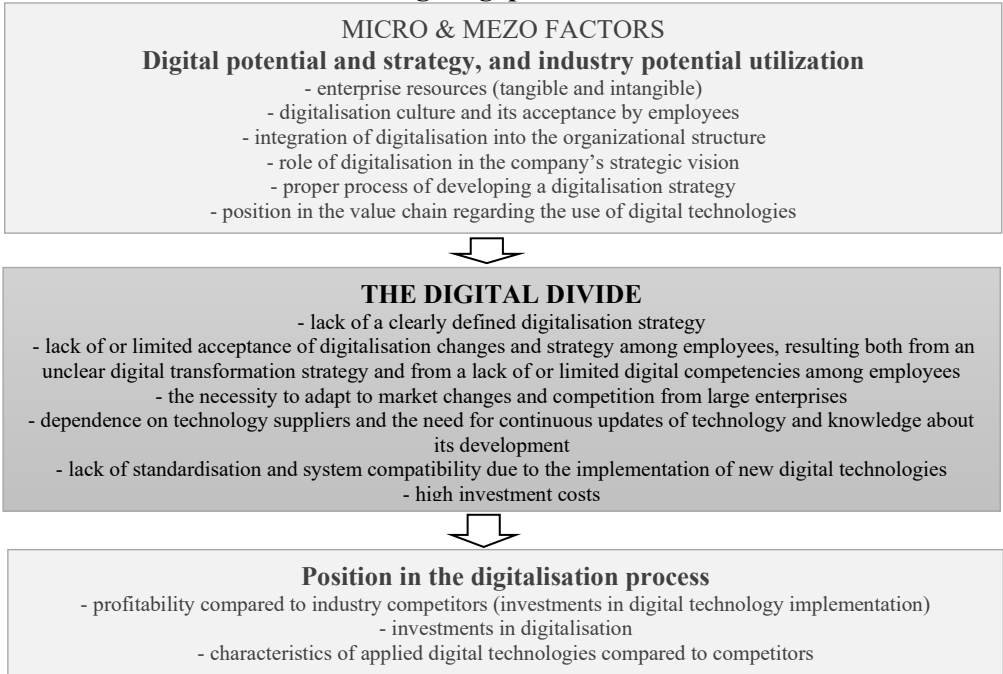 MICRO & MEZO FACTORS
Digital potential and strategy, and industry potential utilization
- enterprise resources (tangible and intangible)
- digitalisation culture and its acceptance by employees
- integration of digitalisation into the organizational structure
- role of digitalisation in the company's strategic vision
- proper process of developing a digitalisation strategy
- position in the value chain regarding the use of digital technologies
THE DIGITAL DIVIDE
- lack of a clearly defined digitalisation strategy
- lack of or limited acceptance of digitalisation changes and strategy among employees, resulting both from an
unclear digital transformation strategy and from a lack of or limited digital competencies among employees
- the necessity to adapt to market changes and competition from large enterprises
- dependence on technology suppliers and the need for continuous updates of technology and knowledge about
its development
- lack of standardisation and system compatibility due to the implementation of new digital technologies
- high investment costs
Position in the digitalisation process
- profitability compared to industry competitors (investments in digital technology implementation)
- investments in digitalisation
- characteristics of applied digital technologies compared to competitors